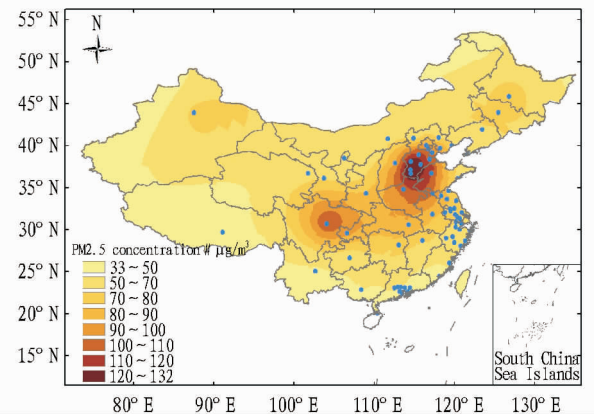 55° N
50° N
45° N
40° N
35° N
30° N
25° N
20° N
15° N
N
PM2.5 concentration # μg/m³
33～50
50～70
70～80
80～90
90～100
100～110
110～120
120～132
South China
Sea Islands
80° E
90° E
100° E
110° E
120° E
130° E